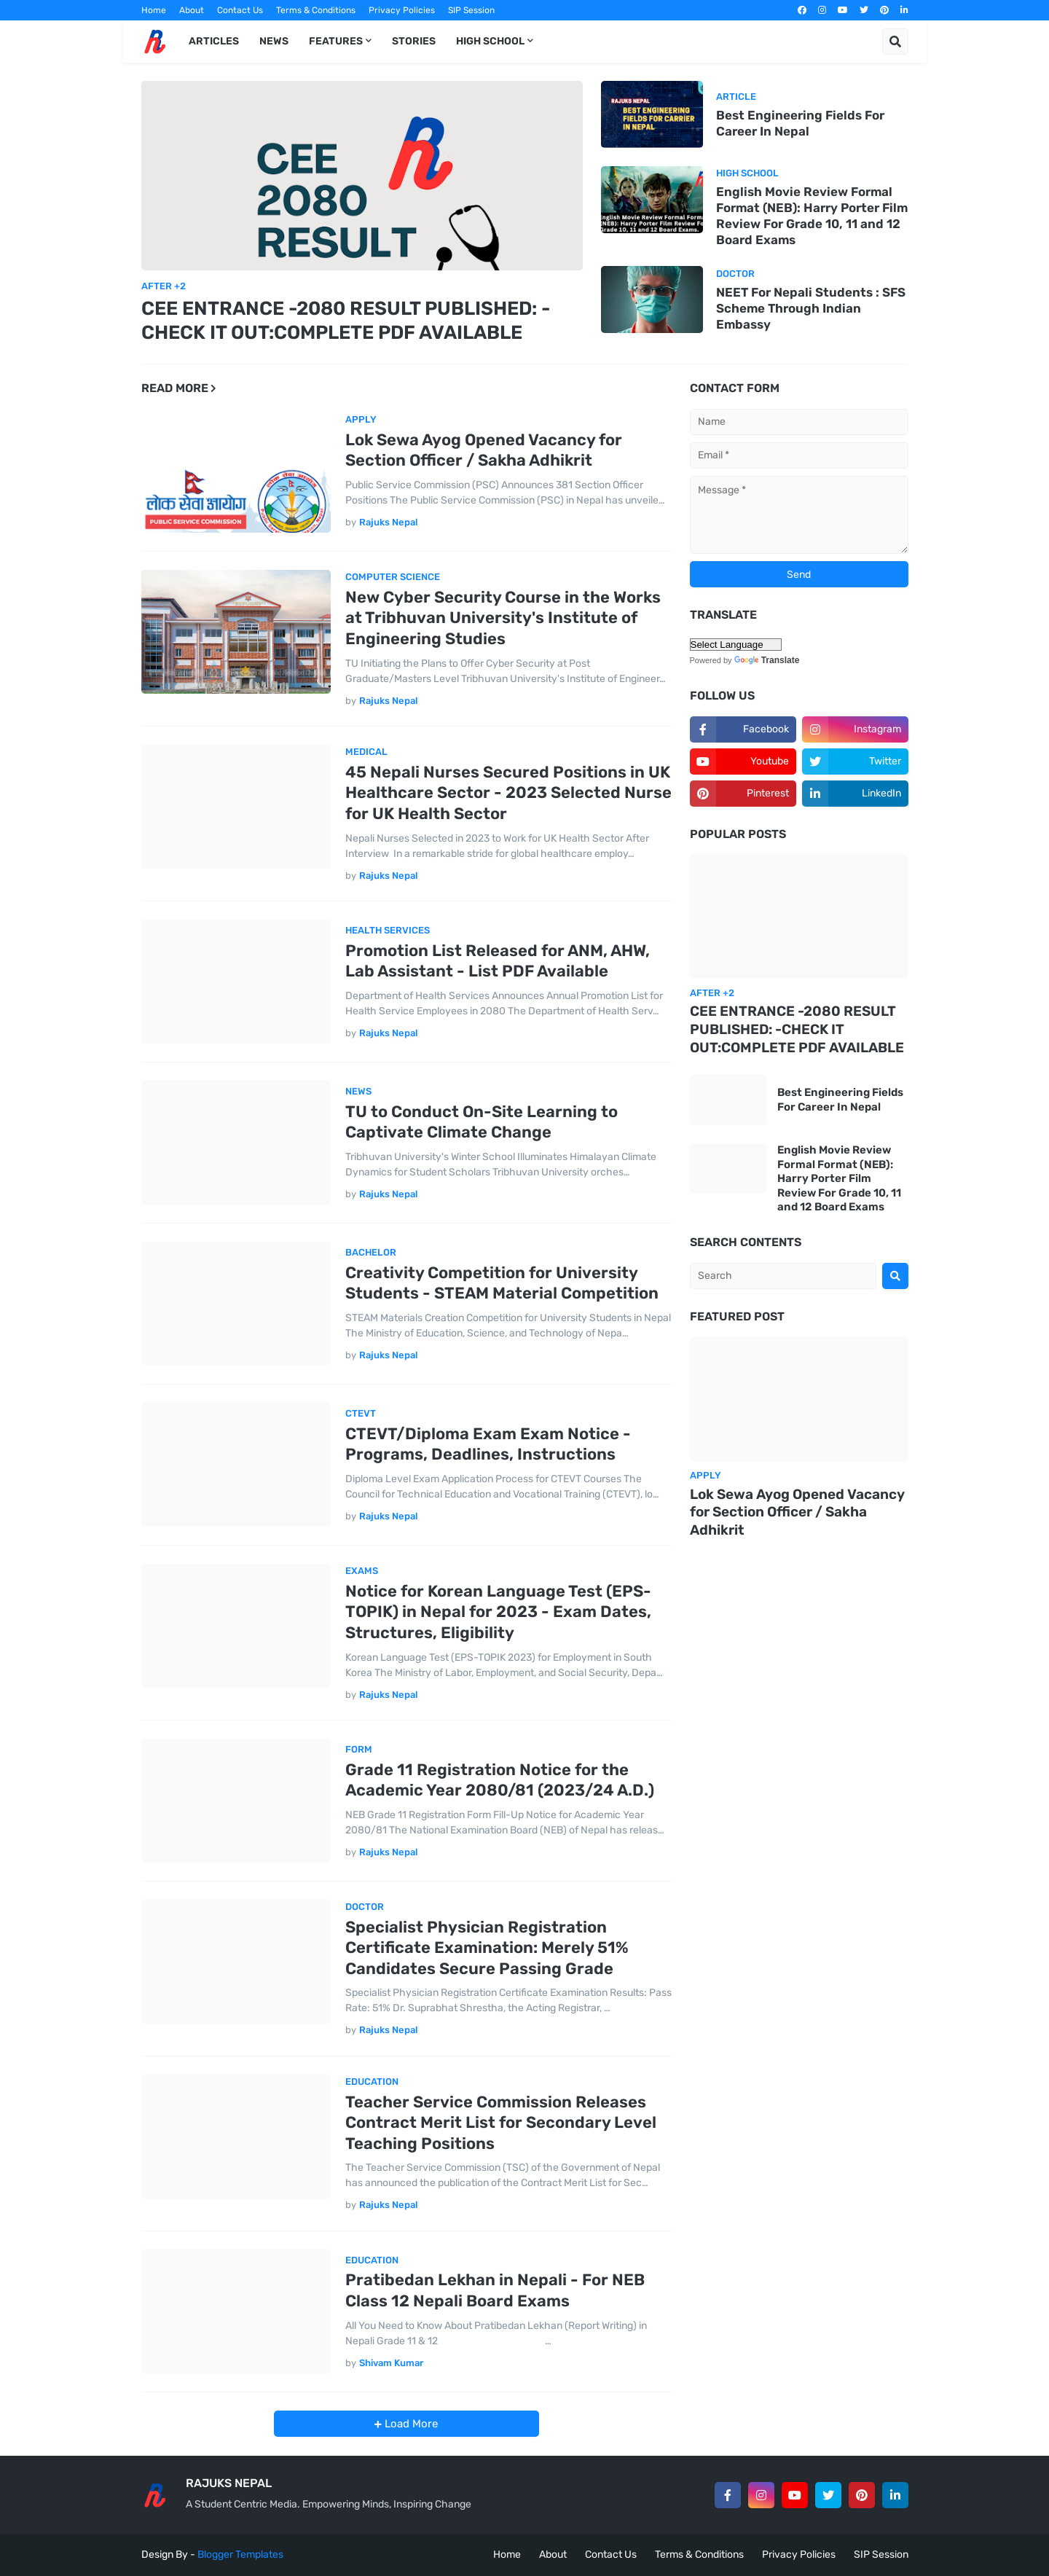 Home About Contact Us Terms & Conditions Privacy Policies SIP Session
ARTICLES NEWS FEATURES STORIES HIGH SCHOOL
CEE
2080
RESULT
AFTER +2
CEE ENTRANCE -2080 RESULT PUBLISHED: -
CHECK IT OUT:COMPLETE PDF AVAILABLE
RAJUKS NEPAL
BEST ENGINEERING
FIELDS FOR CARRIER
IN NEPAL
ARTICLE
Best Engineering Fields For
Career In Nepal
English Movie Review Formal Form
(NEB): Harry Porter Film Review Fo
Grade 10, 11 and 12 Board Exams.
HIGH SCHOOL
English Movie Review Formal
Format (NEB): Harry Porter Film
Review For Grade 10, 11 and 12
Board Exams
DOCTOR
NEET For Nepali Students : SFS
Scheme Through Indian
Embassy
READ MORE
लोक सेवा आयोग
PUBLIC SERVICE COMMISSION
APPLY
Lok Sewa Ayog Opened Vacancy for
Section Officer / Sakha Adhikrit
Public Service Commission (PSC) Announces 381 Section Officer
Positions The Public Service Commission (PSC) in Nepal has unveile…
by Rajuks Nepal
COMPUTER SCIENCE
New Cyber Security Course in the Works
at Tribhuvan University's Institute of
Engineering Studies
TU Initiating the Plans to Offer Cyber Security at Post
Graduate/Masters Level Tribhuvan University's Institute of Engineer…
by Rajuks Nepal
MEDICAL
45 Nepali Nurses Secured Positions in UK
Healthcare Sector - 2023 Selected Nurse
for UK Health Sector
Nepali Nurses Selected in 2023 to Work for UK Health Sector After
Interview In a remarkable stride for global healthcare employ…
by Rajuks Nepal
HEALTH SERVICES
Promotion List Released for ANM, AHW,
Lab Assistant - List PDF Available
Department of Health Services Announces Annual Promotion List for
Health Service Employees in 2080 The Department of Health Serv…
by Rajuks Nepal
NEWS
TU to Conduct On-Site Learning to
Captivate Climate Change
Tribhuvan University's Winter School Illuminates Himalayan Climate
Dynamics for Student Scholars Tribhuvan University orches…
by Rajuks Nepal
BACHELOR
Creativity Competition for University
Students - STEAM Material Competition
STEAM Materials Creation Competition for University Students in Nepal
The Ministry of Education, Science, and Technology of Nepa…
by Rajuks Nepal
CTEVT
CTEVT/Diploma Exam Exam Notice -
Programs, Deadlines, Instructions
Diploma Level Exam Application Process for CTEVT Courses The
Council for Technical Education and Vocational Training (CTEVT), lo…
by Rajuks Nepal
EXAMS
Notice for Korean Language Test (EPS-
TOPIK) in Nepal for 2023 - Exam Dates,
Structures, Eligibility
Korean Language Test (EPS-TOPIK 2023) for Employment in South
Korea The Ministry of Labor, Employment, and Social Security, Depa…
by Rajuks Nepal
FORM
Grade 11 Registration Notice for the
Academic Year 2080/81 (2023/24 A.D.)
NEB Grade 11 Registration Form Fill-Up Notice for Academic Year
2080/81 The National Examination Board (NEB) of Nepal has releas…
by Rajuks Nepal
DOCTOR
Specialist Physician Registration
Certificate Examination: Merely 51%
Candidates Secure Passing Grade
Specialist Physician Registration Certificate Examination Results: Pass
Rate: 51% Dr. Suprabhat Shrestha, the Acting Registrar, …
by Rajuks Nepal
EDUCATION
Teacher Service Commission Releases
Contract Merit List for Secondary Level
Teaching Positions
The Teacher Service Commission (TSC) of the Government of Nepal
has announced the publication of the Contract Merit List for Sec…
by Rajuks Nepal
EDUCATION
Pratibedan Lekhan in Nepali - For NEB
Class 12 Nepali Board Exams
All You Need to Know About Pratibedan Lekhan (Report Writing) in
Nepali Grade 11 & 12 …
by Shivam Kumar
+ Load More
CONTACT FORM
Name
Email *
Message *
Send
TRANSLATE
Select Language
Powered by Google Translate
FOLLOW US
Facebook Instagram
Youtube Twitter
Pinterest LinkedIn
POPULAR POSTS
AFTER +2
CEE ENTRANCE -2080 RESULT
PUBLISHED: -CHECK IT
OUT:COMPLETE PDF AVAILABLE
Best Engineering Fields
For Career In Nepal
English Movie Review
Formal Format (NEB):
Harry Porter Film
Review For Grade 10, 11
and 12 Board Exams
SEARCH CONTENTS
Search
FEATURED POST
APPLY
Lok Sewa Ayog Opened Vacancy
for Section Officer / Sakha
Adhikrit
RAJUKS NEPAL
A Student Centric Media. Empowering Minds, Inspiring Change
Design By - Blogger Templates
Home About Contact Us Terms & Conditions Privacy Policies SIP Session